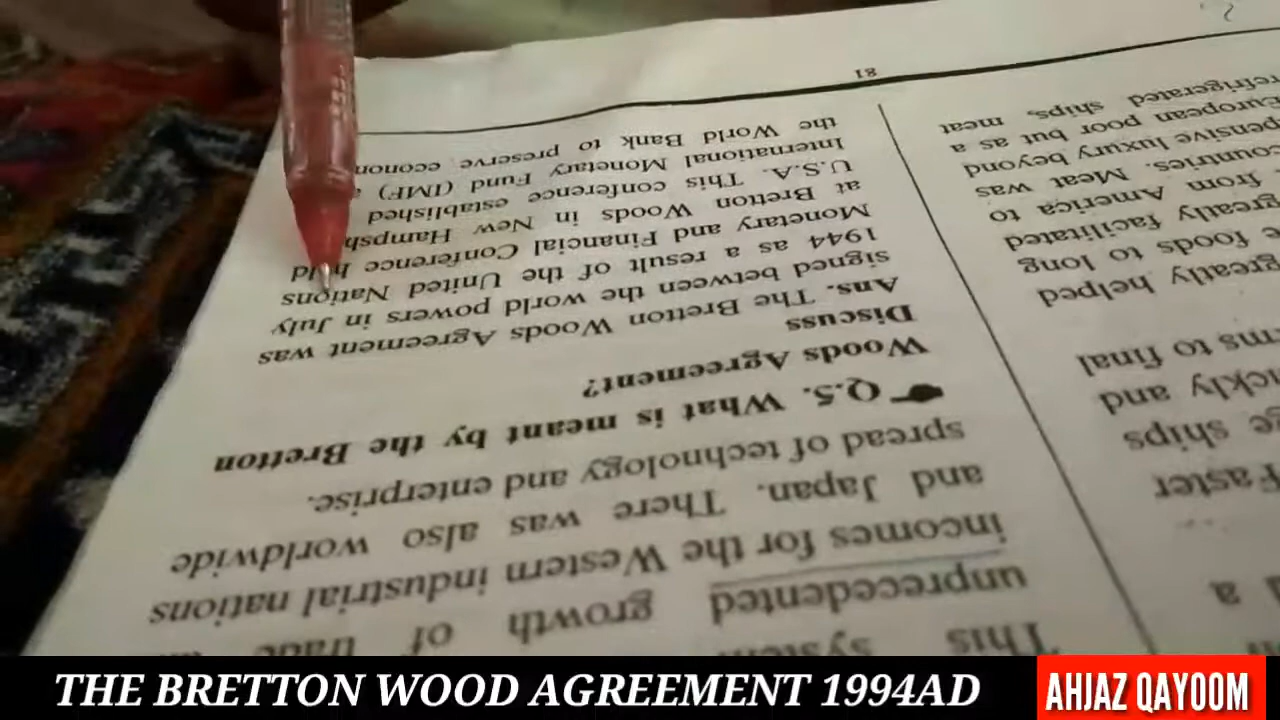 a
Faster
ships
ickly and
ms to final
greatly helped
foods to long
greatly facilitated
from America to
countries. Meat was
pensive luxury beyond
european poor but as a
refrigerated ships, meat
This system
unprecedented growth of trade
incomes for the Western industrial nations
and Japan. There was also worldwide
spread of technology and enterprise.
Q.5. What is meant by the Bretton
Woods Agreement?
Discuss
Ans. The Bretton Woods Agreement was
signed between the world powers in July
1944 as a result of the United Nations
Monetary and Financial Conference held
at Bretton Woods in New Hampsh
U.S.A. This conference established
International Monetary Fund (IMF)
the World Bank to preserve econom
81
THE BRETTON WOOD AGREEMENT 1994AD
AHJAZ QAYOOM